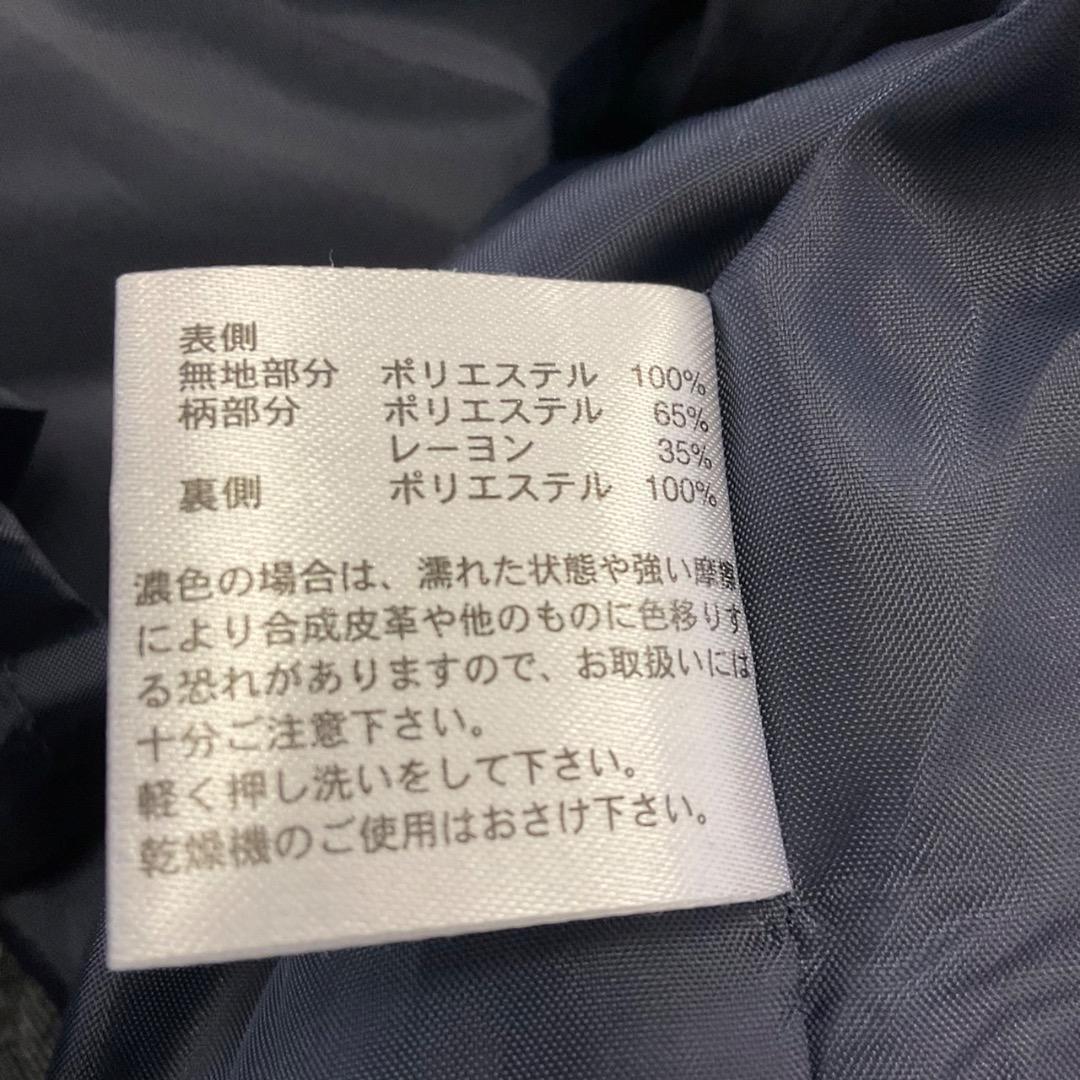 表側
無地部分 ポリエステル 100%
柄部分 ポリエステル 65%
レーヨン 35%
裏側 ポリエステル 100%
濃色の場合は、濡れた状態や強い摩擦
により合成皮革や他のものに色移りす
る恐れがありますので、お取扱いには
十分ご注意下さい。
軽く押し洗いをして下さい。
乾燥機のご使用はおさけ下さい。